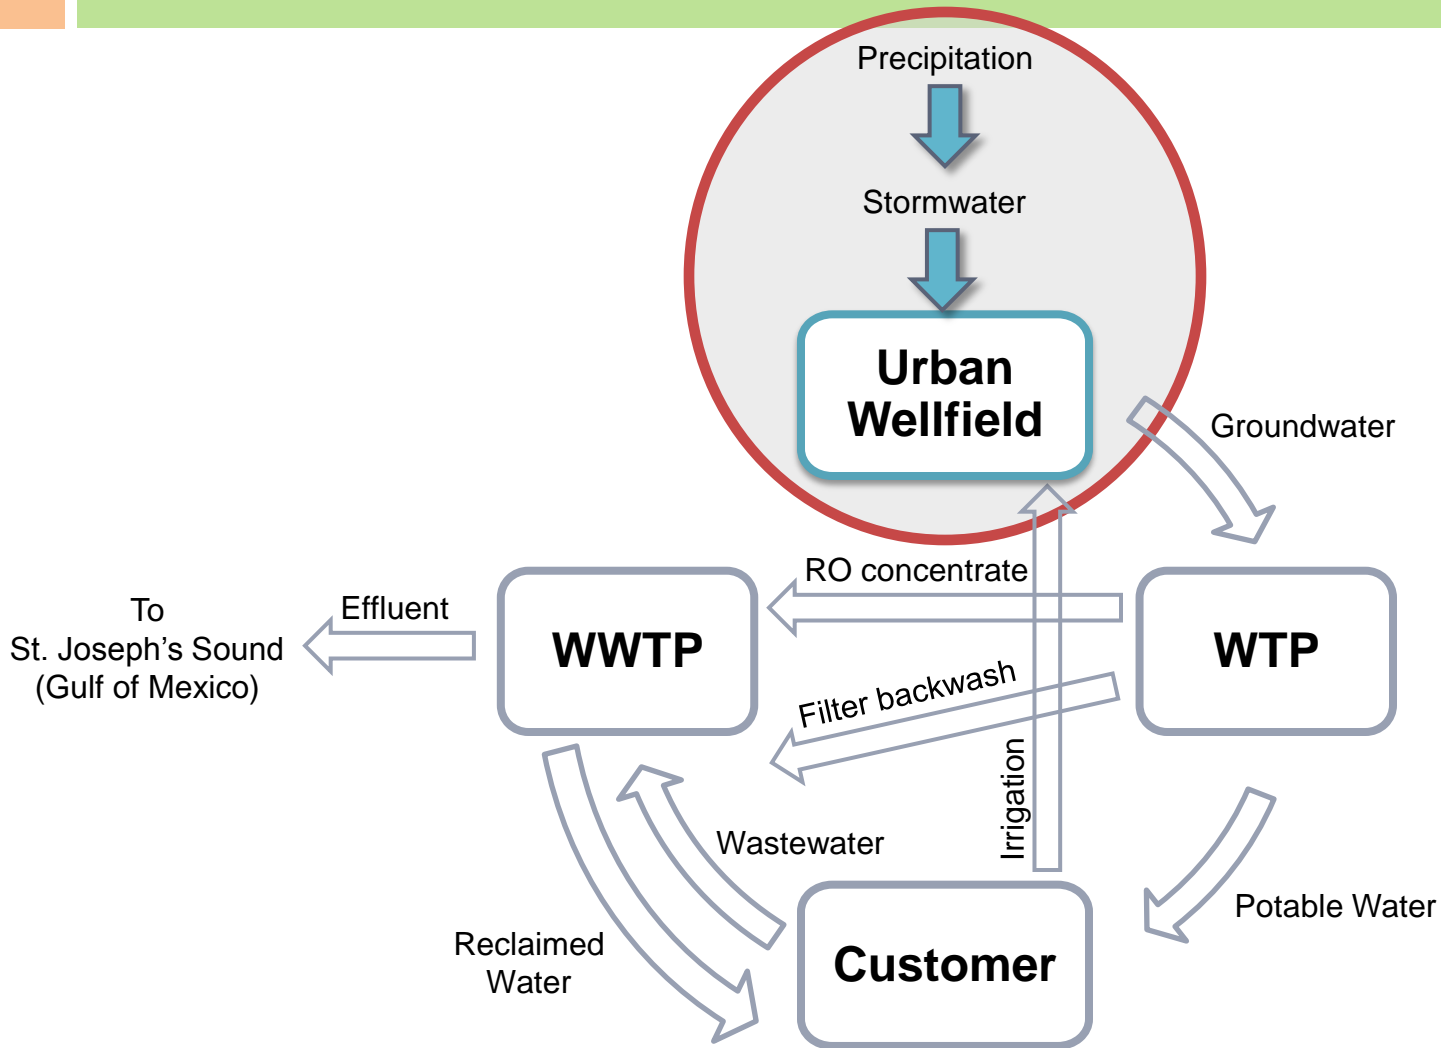 Precipitation
Stormwater
Urban
Wellfield
Groundwater
RO concentrate
To
St. Joseph's Sound
(Gulf of Mexico)
Effluent
WWTP
WTP
Filter backwash
Irrigation
Wastewater
Potable Water
Reclaimed
Water
Customer